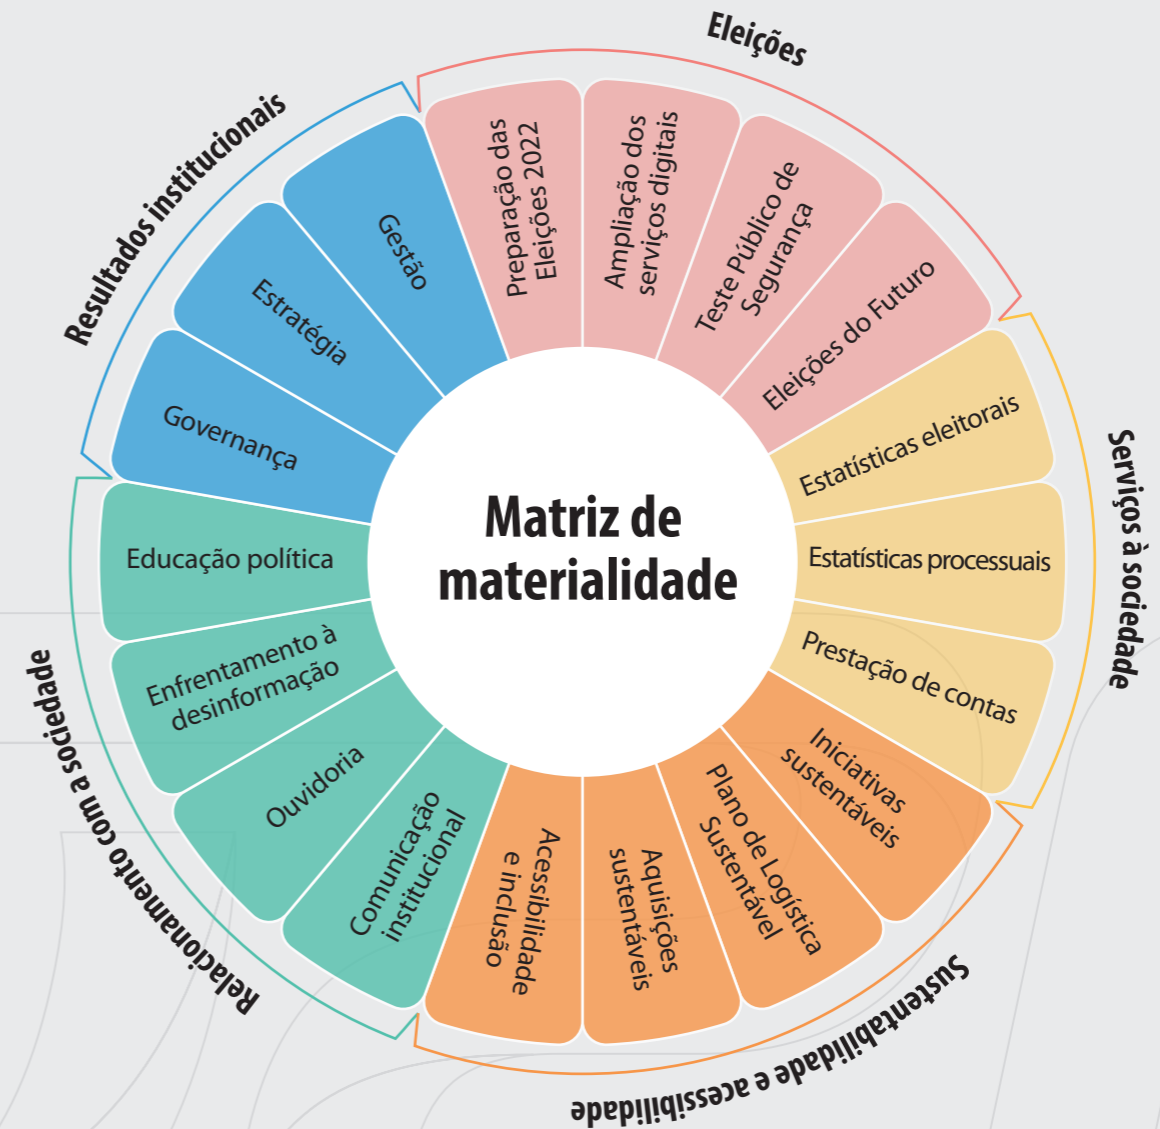 Matriz de
materialidade
Eleições
Preparação das
Eleições 2022
Ampliação dos
serviços digitais
Teste Público de
Segurança
Eleições do Futuro
Serviços à sociedade
Estatísticas eleitorais
Estatísticas processuais
Prestação de contas
Sustentabilidade e acessibilidade
Iniciativas
sustentáveis
Plano de Logística
Sustentável
Aquisições
sustentáveis
Acessibilidade
e inclusão
Relacionamento com a sociedade
Comunicação
institucional
Ouvidoria
Enfrentamento à
desinformação
Educação política
Resultados institucionais
Governança
Estratégia
Gestão